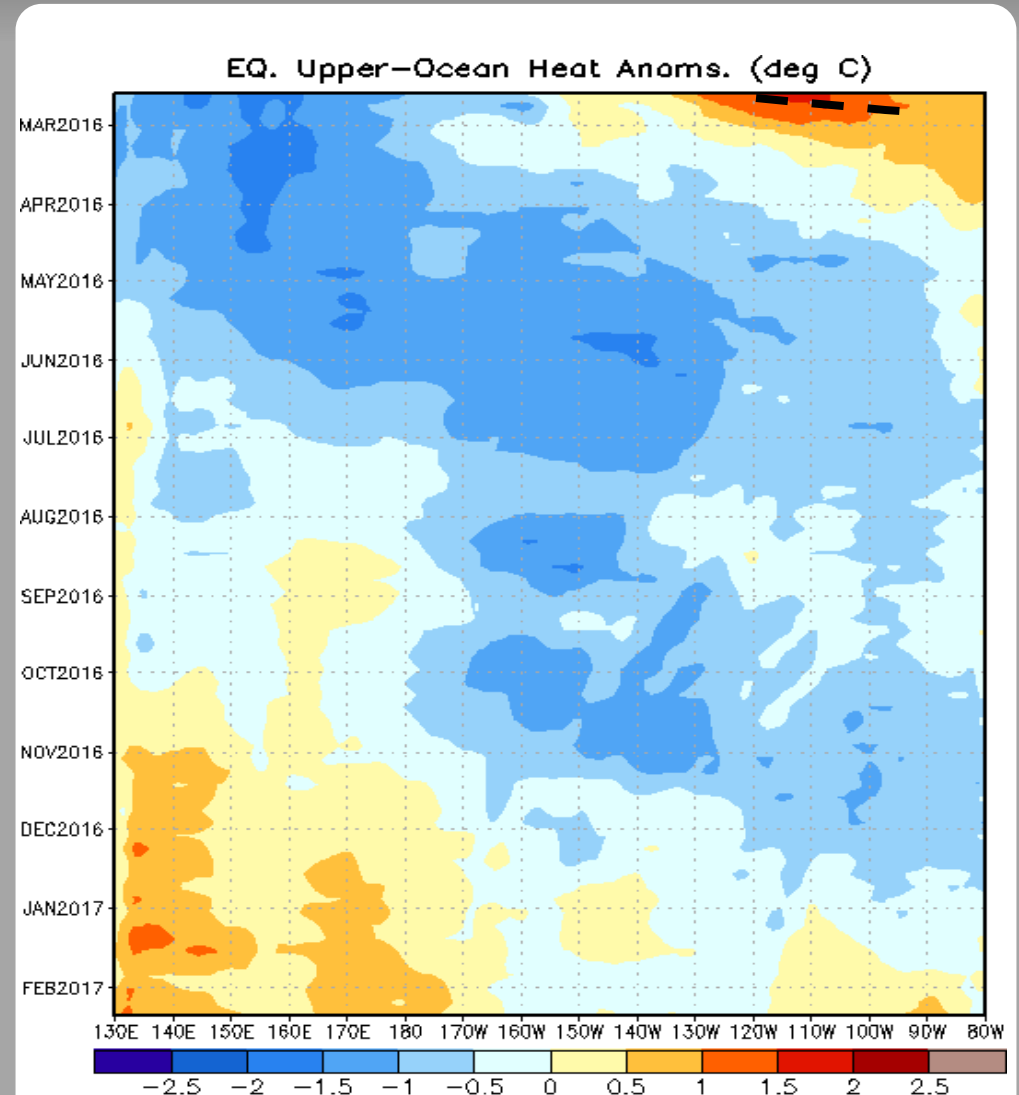 EQ. Upper-Ocean Heat Anoms. (deg C)
MAR2016
APR2016
MAY2016
JUN2016
JUL2016
AUG2016
SEP2016
OCT2016
NOV2016
DEC2016
JAN2017
FEB2017
130E 140E 150E 160E 170E 180 170W 160W 150W 140W 130W 120W 110W 100W 90W 80W
-2.5 -2 -1.5 -1 -0.5 0 0.5 1 1.5 2 2.5